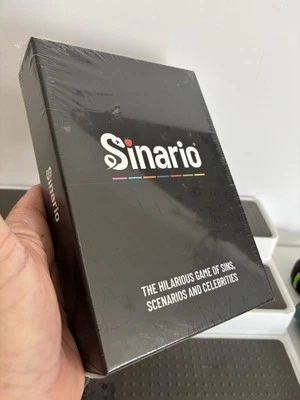 Sinario
THE HILARIOUS GAME OF SINS,
SCENARIOS AND CELEBRITIES
Sinario